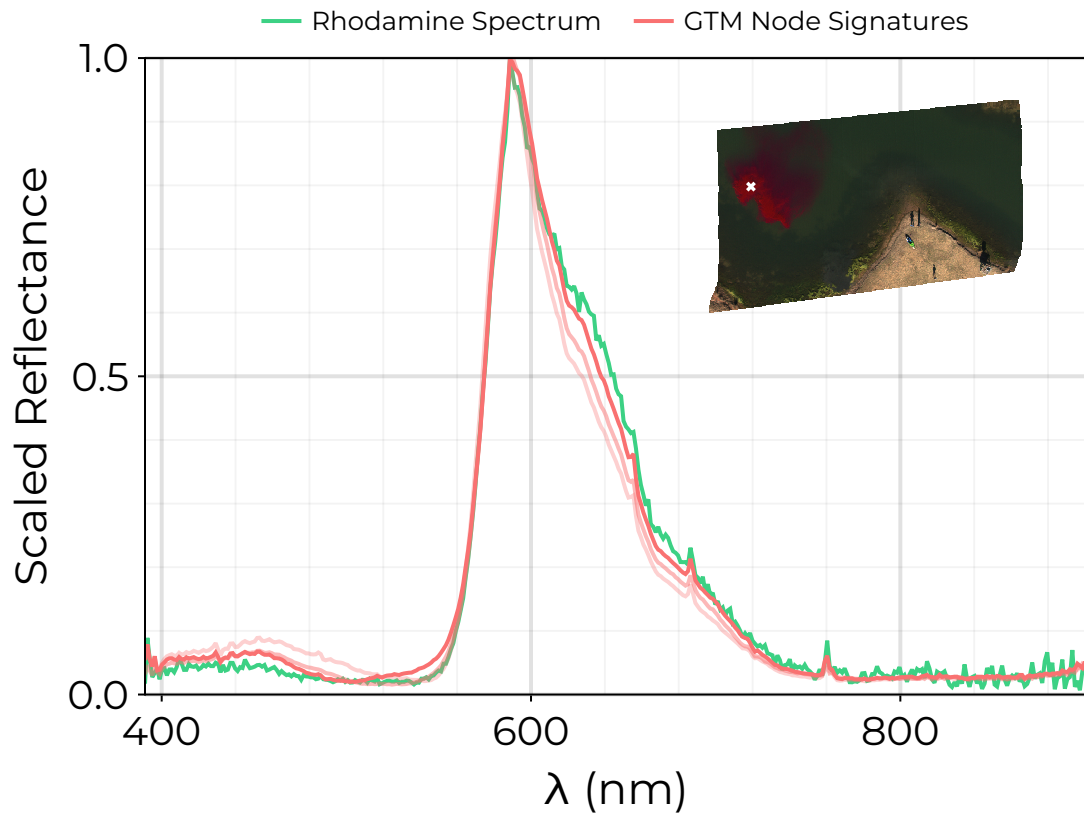 Rhodamine Spectrum GTM Node Signatures
1.0
0.5
0.0
Scaled Reflectance
400 600 800
λ (nm)